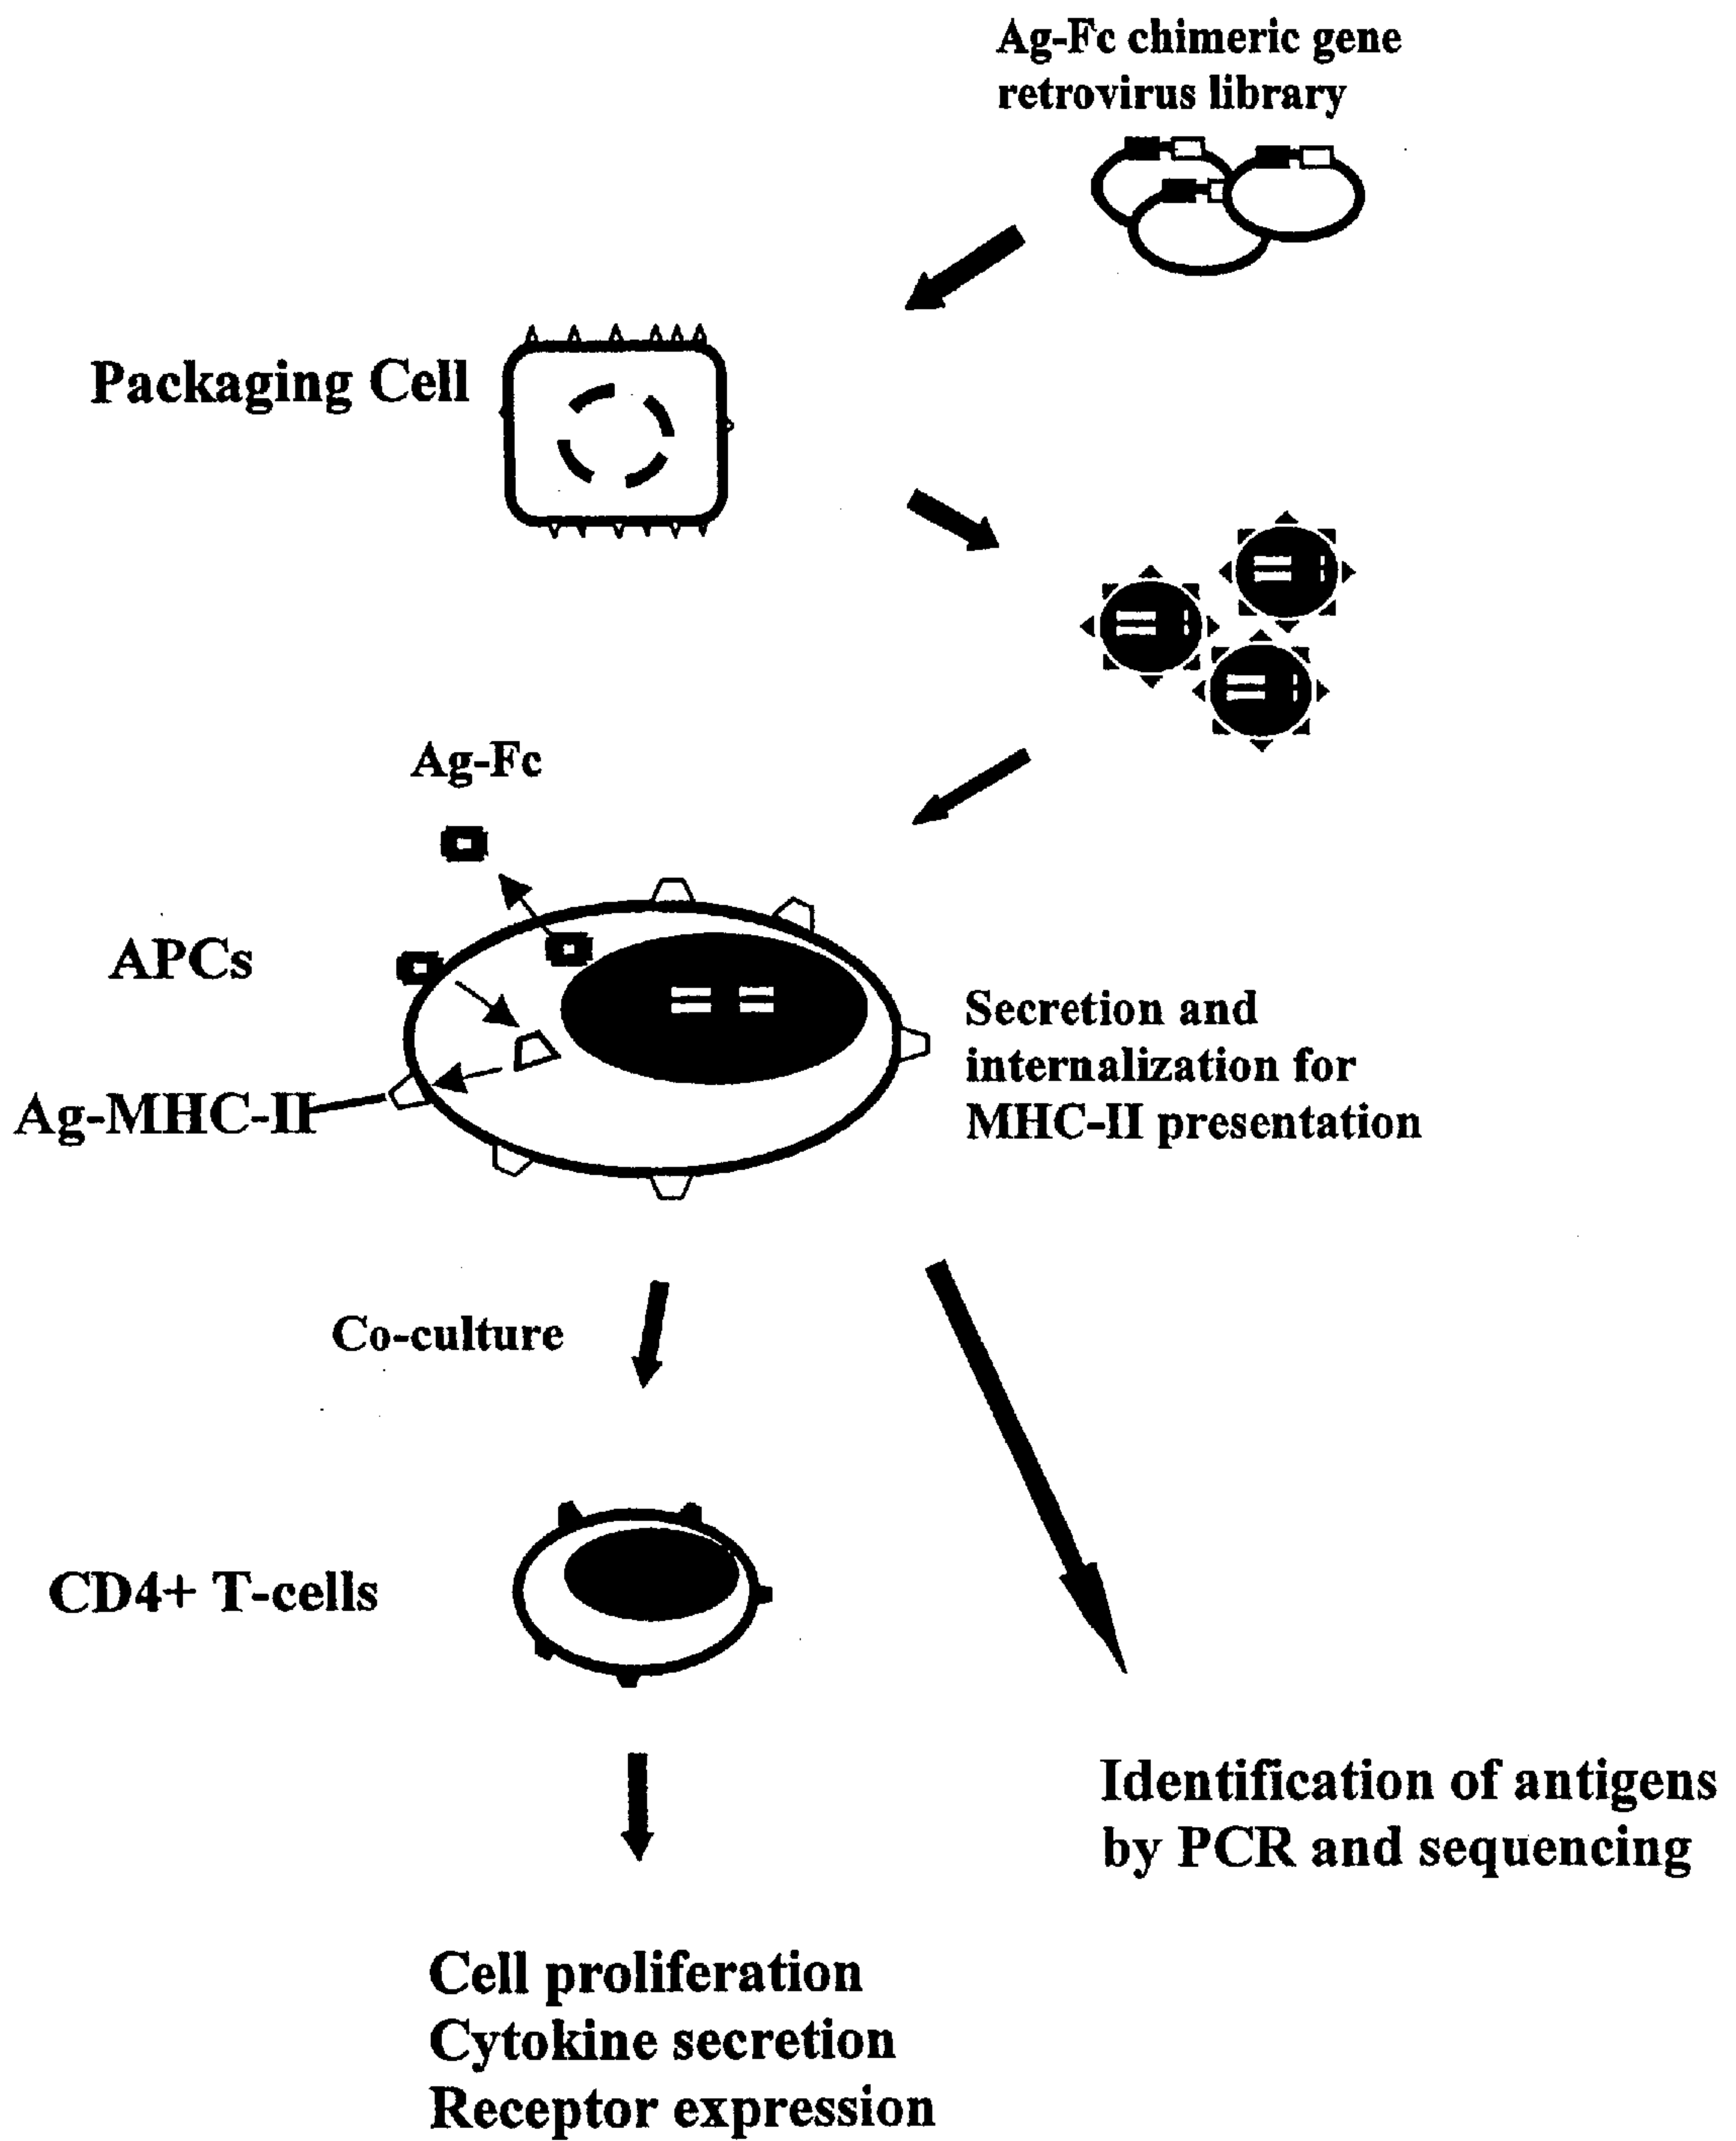 Ag-Fc chimeric gene
retrovirus library
Packaging Cell
Ag-Fc
APCs
Secretion and
internalization for
MHC-II presentation
Ag-MHC-II
Co-culture
CD4+ T-cells
Identification of antigens
by PCR and sequencing
Cell proliferation
Cytokine secretion
Receptor expression